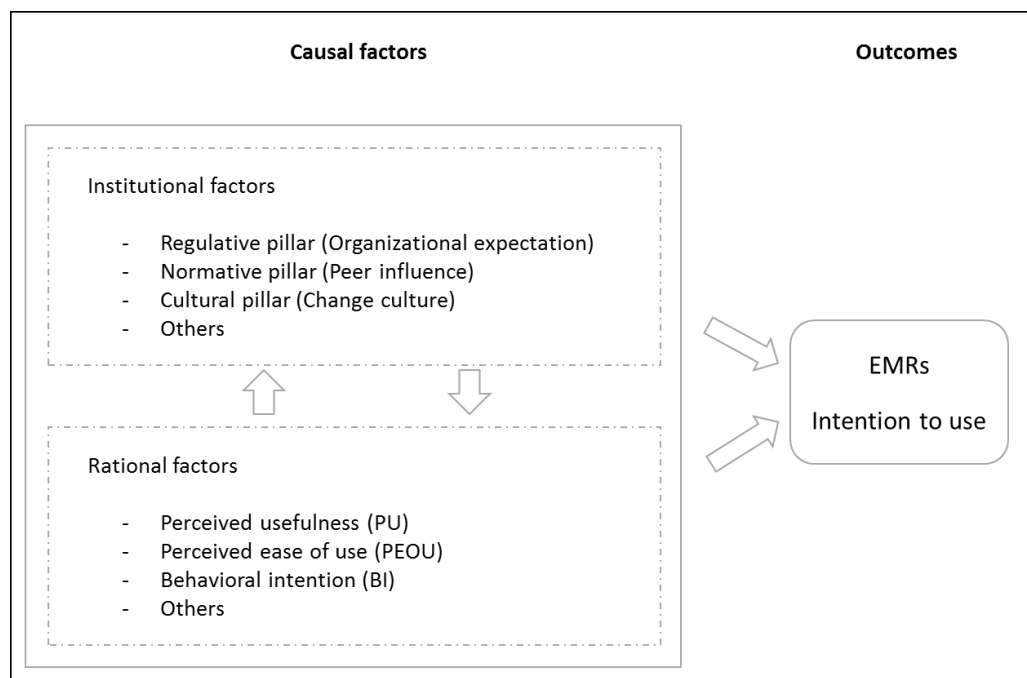 Causal factors
Outcomes
Institutional factors
- Regulative pillar (Organizational expectation)
- Normative pillar (Peer influence)
- Cultural pillar (Change culture)
- Others
Rational factors
- Perceived usefulness (PU)
- Perceived ease of use (PEOU)
- Behavioral intention (BI)
- Others
EMRs
Intention to use